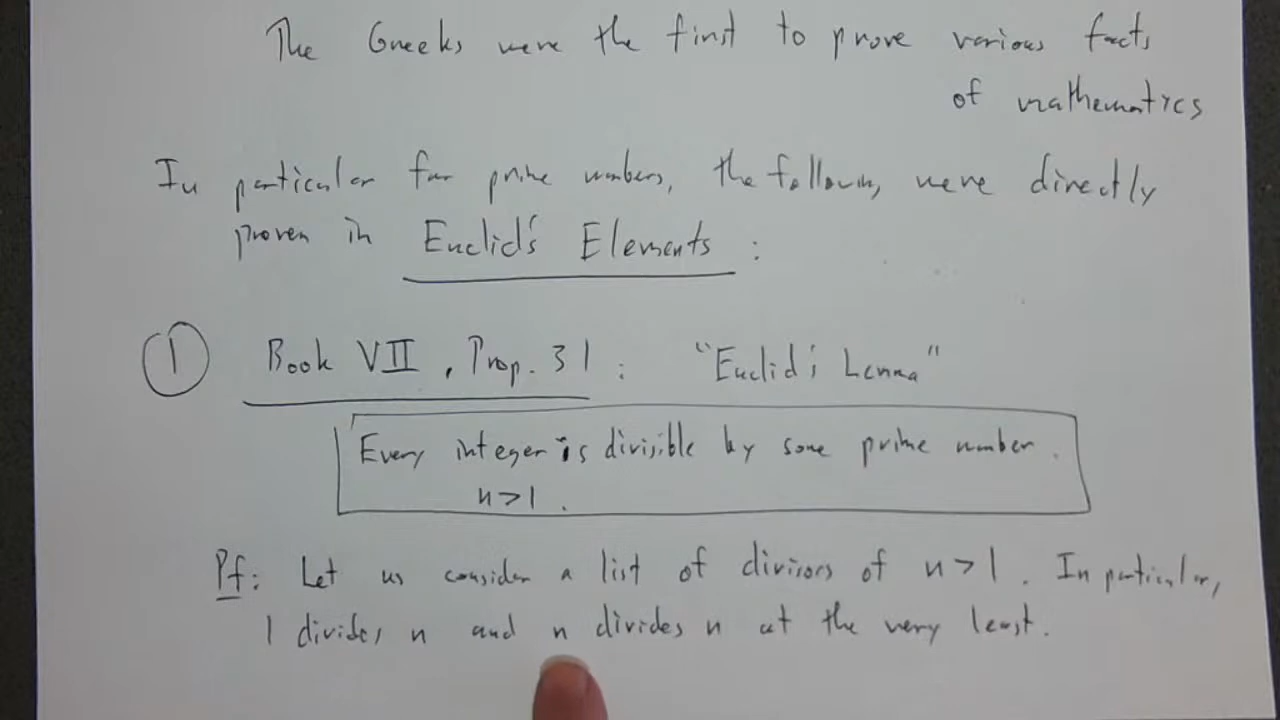 The Greeks were the first to prove various facts
of mathematics
In particular for prime numbers, the following were directly
proven in Euclid's Elements :
1 Book VII, Prop. 31 : "Euclid's Lemma"
Every integer is divisible by some prime number.
n>1.
Pf: Let us consider a list of divisors of n>1. In particular,
1 divides n and n divides n at the very least.